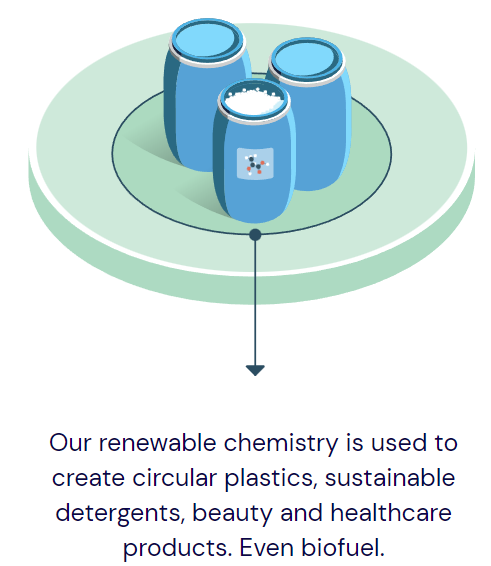 Our renewable chemistry is used to
create circular plastics, sustainable
detergents, beauty and healthcare
products. Even biofuel.